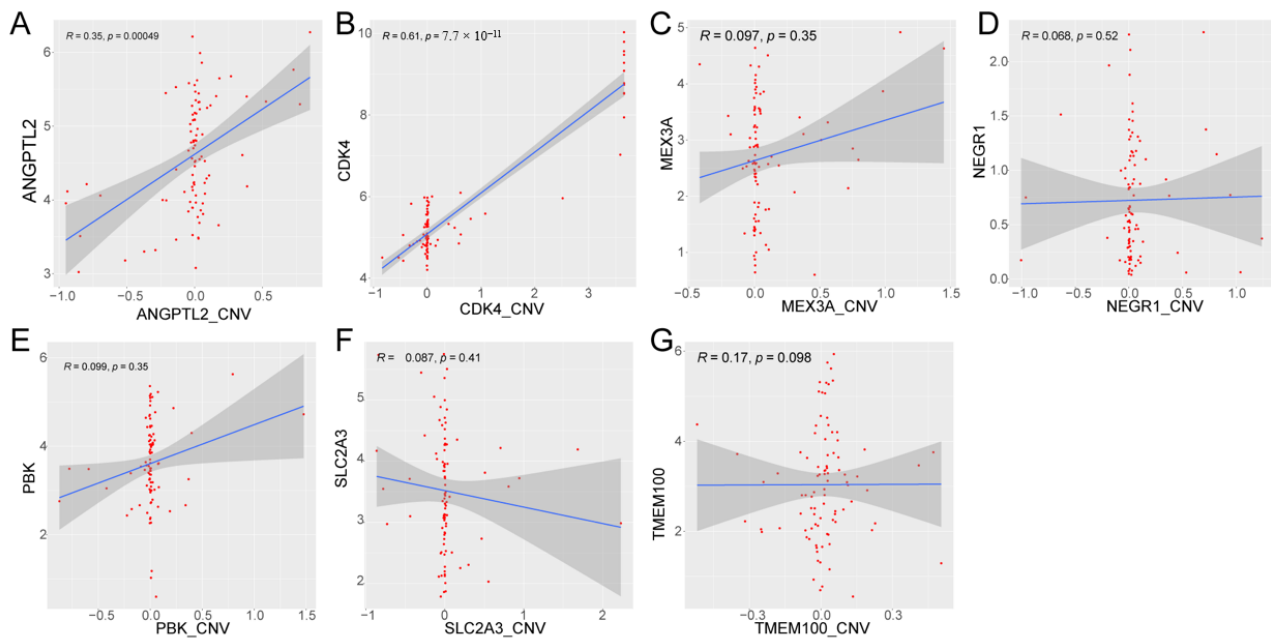 A
R = 0.35, p = 0.00049
ANGPTL2
6
5
4
3
−1.0
−0.5
0.0
0.5
ANGPTL2_CNV
B
R = 0.61, p = 7.7 × 10⁻¹¹
CDK4
10
8
6
4
−1
0
1
2
3
CDK4_CNV
C
R = 0.097, p = 0.35
MEX3A
5
4
3
2
1
−0.5
0.0
0.5
1.0
1.5
MEX3A_CNV
D
R = 0.068, p = 0.52
NEGR1
2.0
1.5
1.0
0.5
0.0
−1.0
−0.5
0.0
0.5
1.0
NEGR1_CNV
E
R = 0.099, p = 0.35
PBK
6
4
2
−0.5
0.0
0.5
1.0
1.5
PBK_CNV
F
R = 0.087, p = 0.41
SLC2A3
5
4
3
2
−1
0
1
2
SLC2A3_CNV
G
R = 0.17, p = 0.098
TMEM100
6
4
2
−0.3
0.0
0.3
TMEM100_CNV